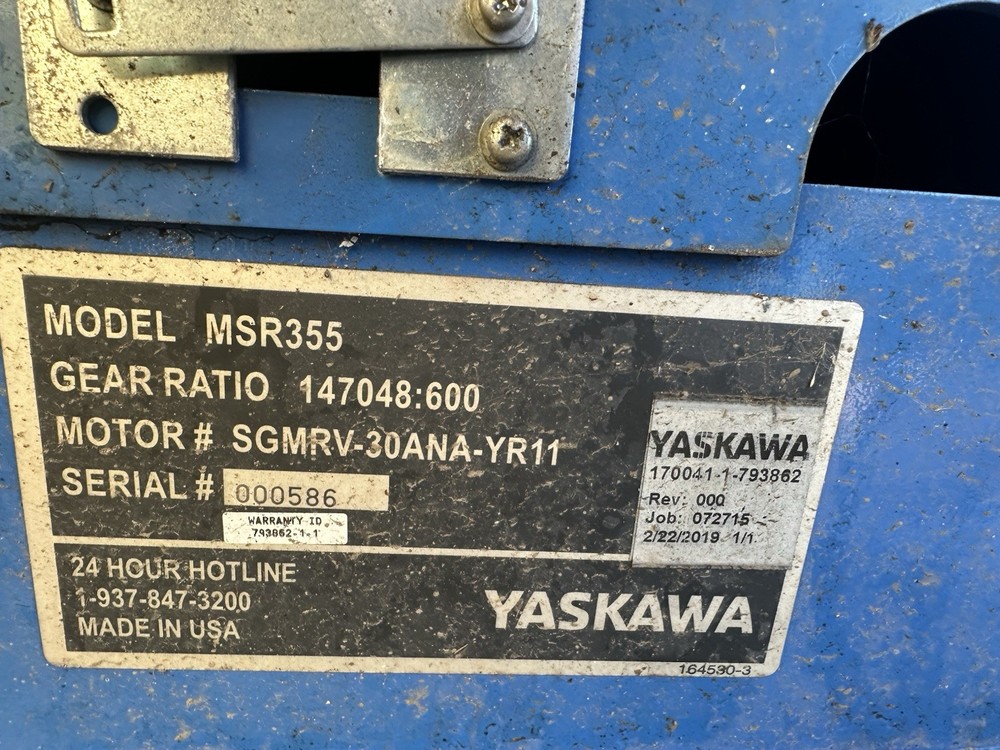 MODEL MSR355
GEAR RATIO 147048:600
MOTOR # SGMRV-30ANA-YR11
SERIAL # 000586
WARRANTY ID
793862-1-1
YASKAWA
170041-1-793862
Rev: 000
Job: 072715
2/22/2019 1/1
24 HOUR HOTLINE
1-937-847-3200
MADE IN USA
YASKAWA
164530-3